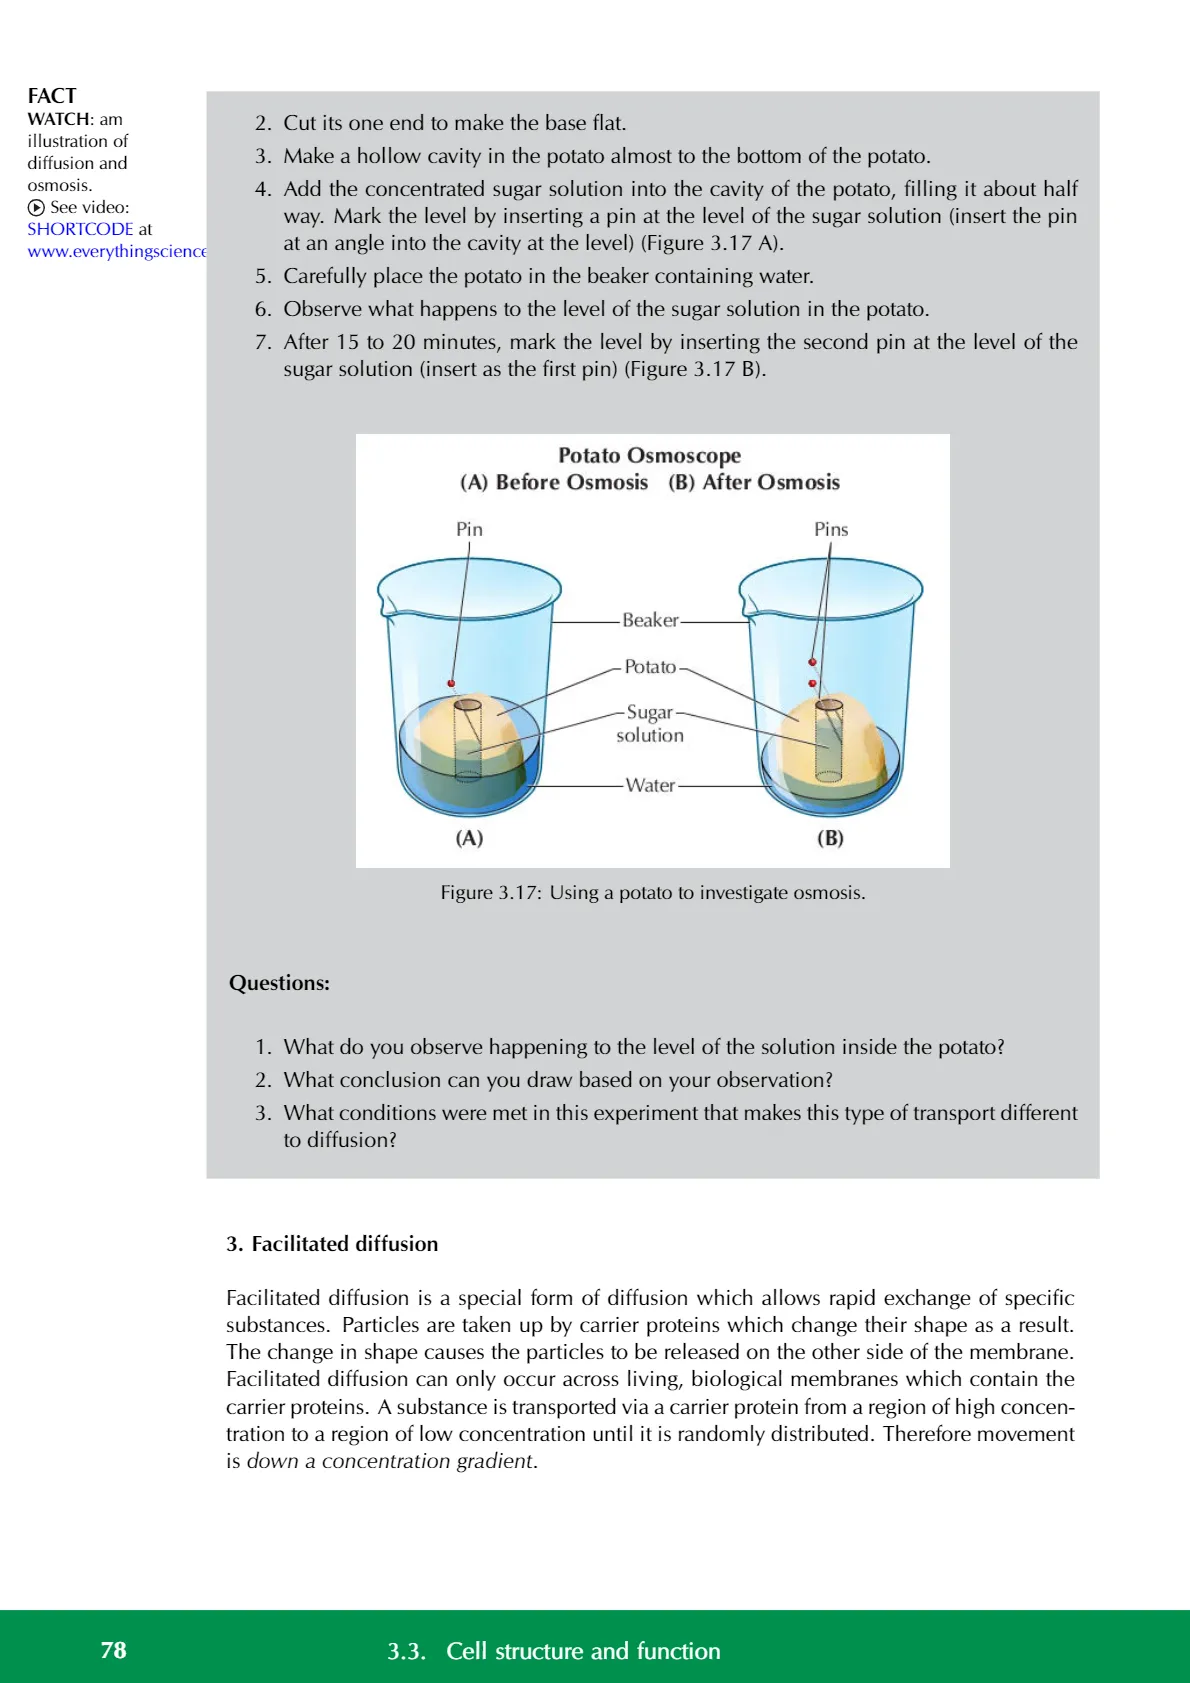 FACT
WATCH: am
illustration of
diffusion and
osmosis.
See video:
SHORTCODE at
www.everythingscience
2. Cut its one end to make the base flat.
3. Make a hollow cavity in the potato almost to the bottom of the potato.
4. Add the concentrated sugar solution into the cavity of the potato, filling it about half
way. Mark the level by inserting a pin at the level of the sugar solution (insert the pin
at an angle into the cavity at the level) (Figure 3.17 A).
5. Carefully place the potato in the beaker containing water.
6. Observe what happens to the level of the sugar solution in the potato.
7. After 15 to 20 minutes, mark the level by inserting the second pin at the level of the
sugar solution (insert as the first pin) (Figure 3.17 B).
Potato Osmoscope
(A) Before Osmosis (B) After Osmosis
Pin
Pins
Beaker
Potato
Sugar
solution
Water
(A)
(B)
Figure 3.17: Using a potato to investigate osmosis.
Questions:
1. What do you observe happening to the level of the solution inside the potato?
2. What conclusion can you draw based on your observation?
3. What conditions were met in this experiment that makes this type of transport different
to diffusion?
3. Facilitated diffusion
Facilitated diffusion is a special form of diffusion which allows rapid exchange of specific
substances. Particles are taken up by carrier proteins which change their shape as a result.
The change in shape causes the particles to be released on the other side of the membrane.
Facilitated diffusion can only occur across living, biological membranes which contain the
carrier proteins. A substance is transported via a carrier protein from a region of high concen-
tration to a region of low concentration until it is randomly distributed. Therefore movement
is down a concentration gradient.
78
3.3. Cell structure and function